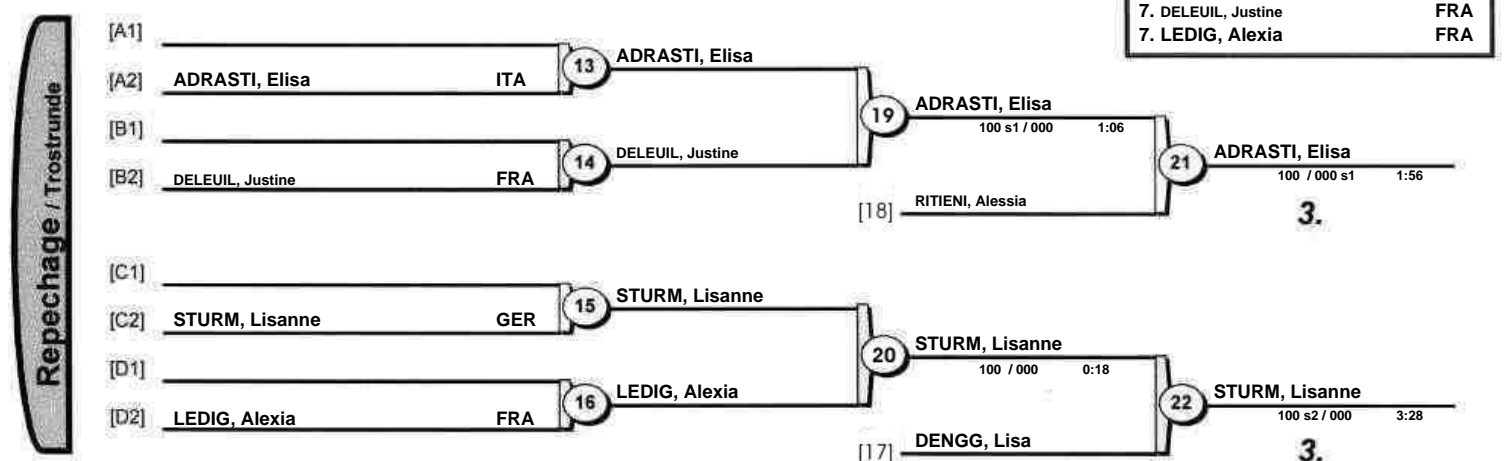 7. DELEUIL, Justine FRA
7. LEDIG, Alexia FRA
Repechage / Trostrunde
[A1]
[A2] ADRASTI, Elisa ITA
13 ADRASTI, Elisa
[B1]
[B2] DELEUIL, Justine FRA
14 DELEUIL, Justine
19 ADRASTI, Elisa
100 s1 / 000 1:06
[18] RITIENI, Alessia
21 ADRASTI, Elisa
100 / 000 s1 1:56
3.
[C1]
[C2] STURM, Lisanne GER
15 STURM, Lisanne
[D1]
[D2] LEDIG, Alexia FRA
16 LEDIG, Alexia
20 STURM, Lisanne
100 / 000 0:18
[17] DENGG, Lisa
22 STURM, Lisanne
100 s2 / 000 3:28
3.